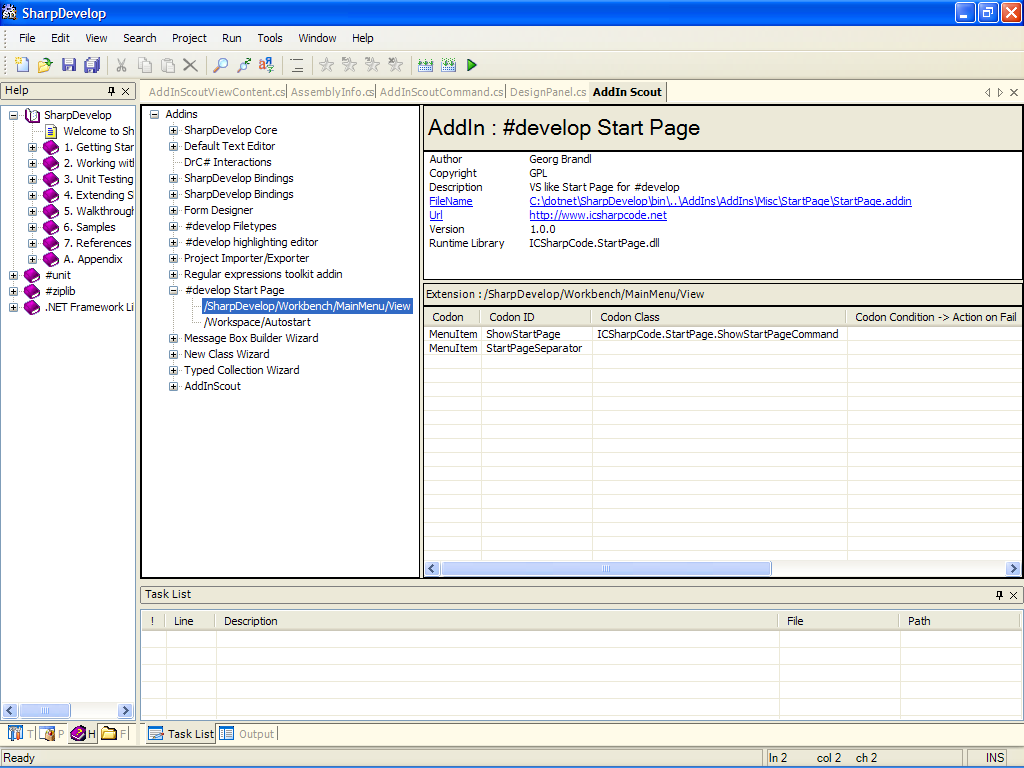 SharpDevelop
File Edit View Search Project Run Tools Window Help
Help
SharpDevelop
Welcome to Sh
1. Getting Star
2. Working with
3. Unit Testing
4. Extending S
5. Walkthrough
6. Samples
7. References
A. Appendix
#unit
#ziplib
.NET Framework Li
T P H F
AddInScoutViewContent.cs AssemblyInfo.cs AddInScoutCommand.cs DesignPanel.cs AddIn Scout
Addins
SharpDevelop Core
Default Text Editor
DrC# Interactions
SharpDevelop Bindings
SharpDevelop Bindings
Form Designer
#develop Filetypes
#develop highlighting editor
Project Importer/Exporter
Regular expressions toolkit addin
#develop Start Page
/SharpDevelop/Workbench/MainMenu/View
/Workspace/Autostart
Message Box Builder Wizard
New Class Wizard
Typed Collection Wizard
AddInScout
AddIn : #develop Start Page
Author Georg Brandl
Copyright GPL
Description VS like Start Page for #develop
FileName C:\dotnet\SharpDevelop\bin\..\AddIns\AddIns\Misc\StartPage\StartPage.addin
Url http://www.icsharpcode.net
Version 1.0.0
Runtime Library ICSharpCode.StartPage.dll
Extension : /SharpDevelop/Workbench/MainMenu/View
Codon Codon ID Codon Class Codon Condition -> Action on Fail
MenuItem ShowStartPage ICSharpCode.StartPage.ShowStartPageCommand
MenuItem StartPageSeparator
Task List
! Line Description File Path
Task List Output
Ready ln 2 col 2 ch 2 INS